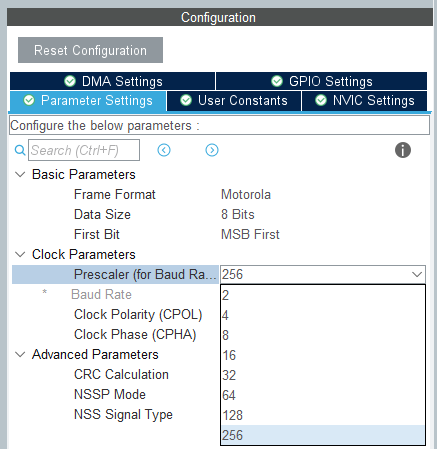 Configuration
Reset Configuration
DMA Settings GPIO Settings
Parameter Settings User Constants NVIC Settings
Configure the below parameters :
Search (Ctrl+F)
Basic Parameters
Frame Format Motorola
Data Size 8 Bits
First Bit MSB First
Clock Parameters
Prescaler (for Baud Ra... 256
* Baud Rate 2
Clock Polarity (CPOL) 4
Clock Phase (CPHA) 8
Advanced Parameters 16
CRC Calculation 32
NSSP Mode 64
NSS Signal Type 128
256